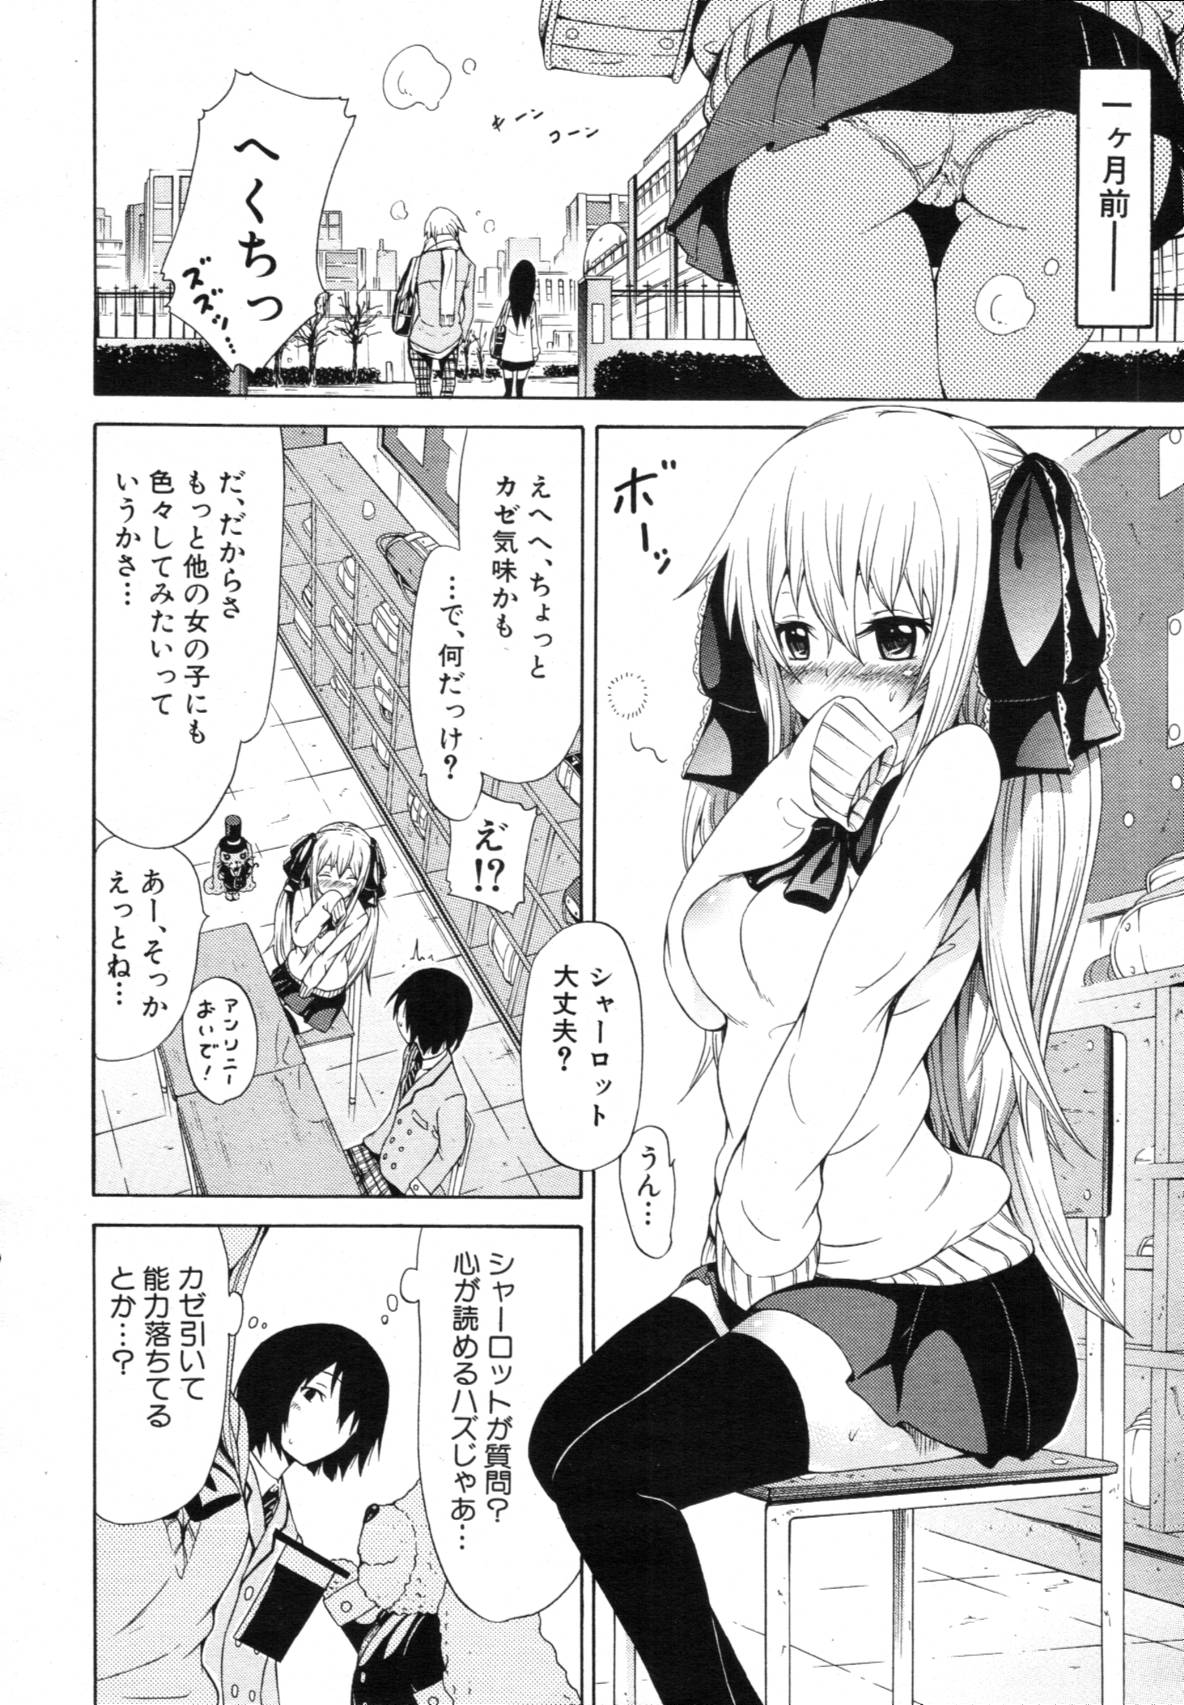 一ヶ月前――
キーン
コーン
へくちっ
ズズ
ズズッ…
ボーッ
シャーロット
大丈夫？
うん…
えへへ、ちょっと
カゼ気味かも
…で、何だっけ？
え゛!?
だ、だからさ
もっと他の女の子にも
色々してみたいって
いうかさ…
あー、そっか
えっとね…
アンソニー
おいで！
シャーロットが質問？
心が読めるハズじゃあ…
カゼ引いて
能力落ちてる
とか…？